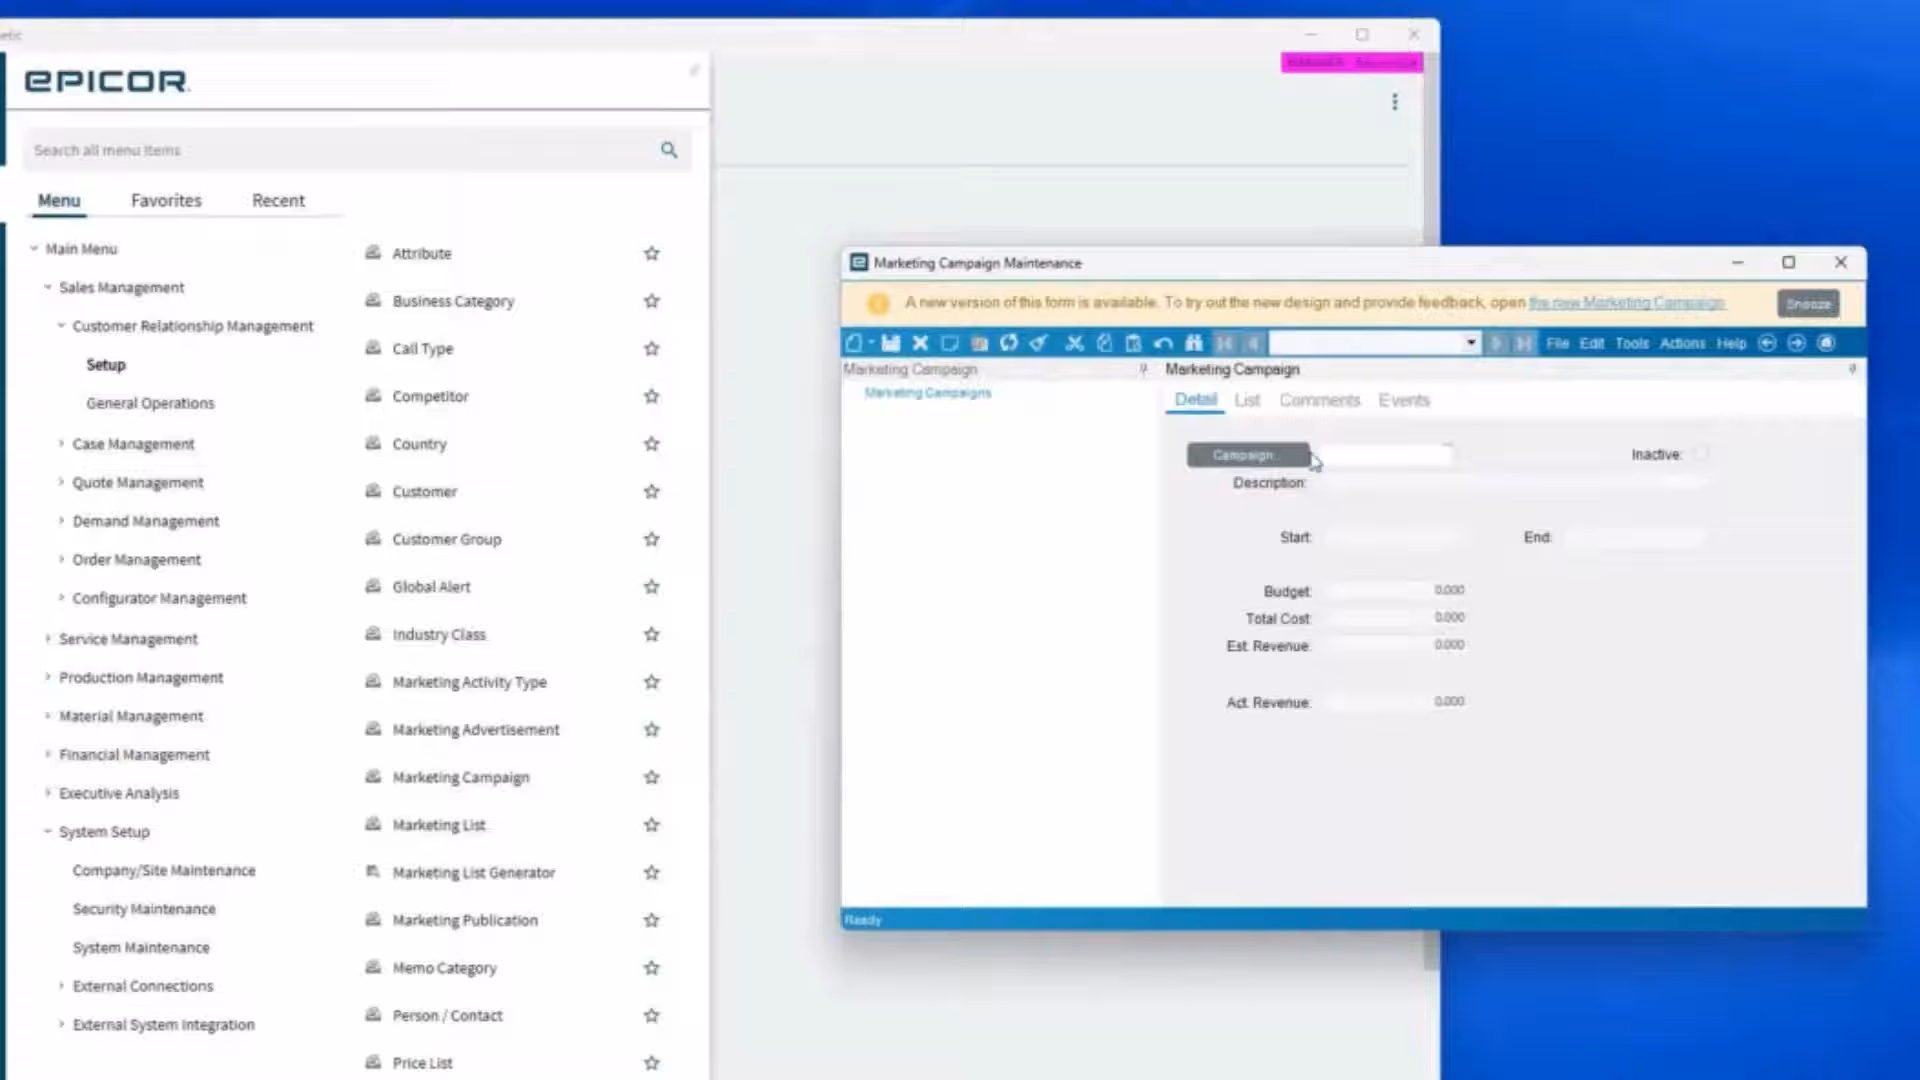 etic
EPICOR
Search all menu items
Menu Favorites Recent
Main Menu
Sales Management
Customer Relationship Management
Setup
General Operations
Case Management
Quote Management
Demand Management
Order Management
Configurator Management
Service Management
Production Management
Material Management
Financial Management
Executive Analysis
System Setup
Company/Site Maintenance
Security Maintenance
System Maintenance
External Connections
External System Integration
Attribute
Business Category
Call Type
Competitor
Country
Customer
Customer Group
Global Alert
Industry Class
Marketing Activity Type
Marketing Advertisement
Marketing Campaign
Marketing List
Marketing List Generator
Marketing Publication
Memo Category
Person / Contact
Price List
Marketing Campaign Maintenance
A new version of this form is available. To try out the new design and provide feedback, open the new Marketing Campaign. Snooze
File Edit Tools Actions Help
Marketing Campaign
Marketing Campaigns
Marketing Campaign
Detail List Comments Events
Campaign... Inactive:
Description:
Start: End:
Budget: 0.000
Total Cost: 0.000
Est. Revenue: 0.000
Act. Revenue: 0.000
Ready